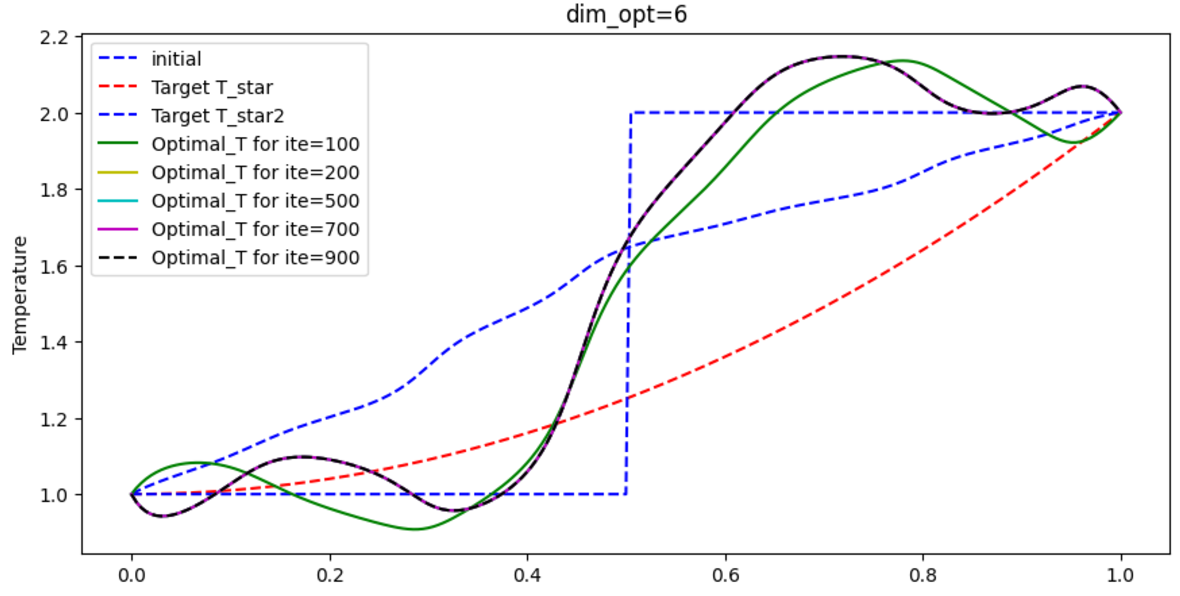 dim_opt=6
2.2
2.0
1.8
1.6
1.4
1.2
1.0
Temperature
initial
Target T_star
Target T_star2
Optimal_T for ite=100
Optimal_T for ite=200
Optimal_T for ite=500
Optimal_T for ite=700
Optimal_T for ite=900
0.0 0.2 0.4 0.6 0.8 1.0